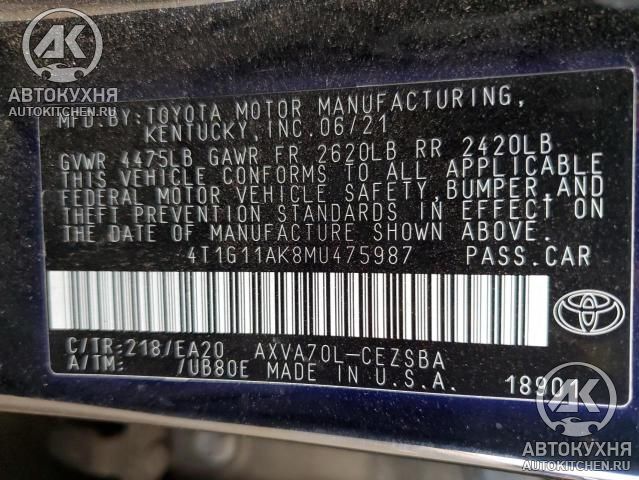 AK
АВТОКУХНЯ
AUTOKITCHEN.RU
MFD. BY: TOYOTA MOTOR MANUFACTURING,
KENTUCKY, INC. 06/21
GVWR 4475LB GAWR FR 2620LB RR 2420LB
THIS VEHICLE CONFORMS TO ALL APPLICABLE
FEDERAL MOTOR VEHICLE SAFETY, BUMPER, AND
THEFT PREVENTION STANDARDS IN EFFECT ON
THE DATE OF MANUFACTURE SHOWN ABOVE.
4T1G11AK8MU475987 PASS.CAR
TOYOTA
C/TR: 218/EA20 AXVA70L-CEZSBA
A/TM: /UB80E MADE IN U.S.A. 18901
AK
АВТОКУХНЯ
AUTOKITCHEN.RU